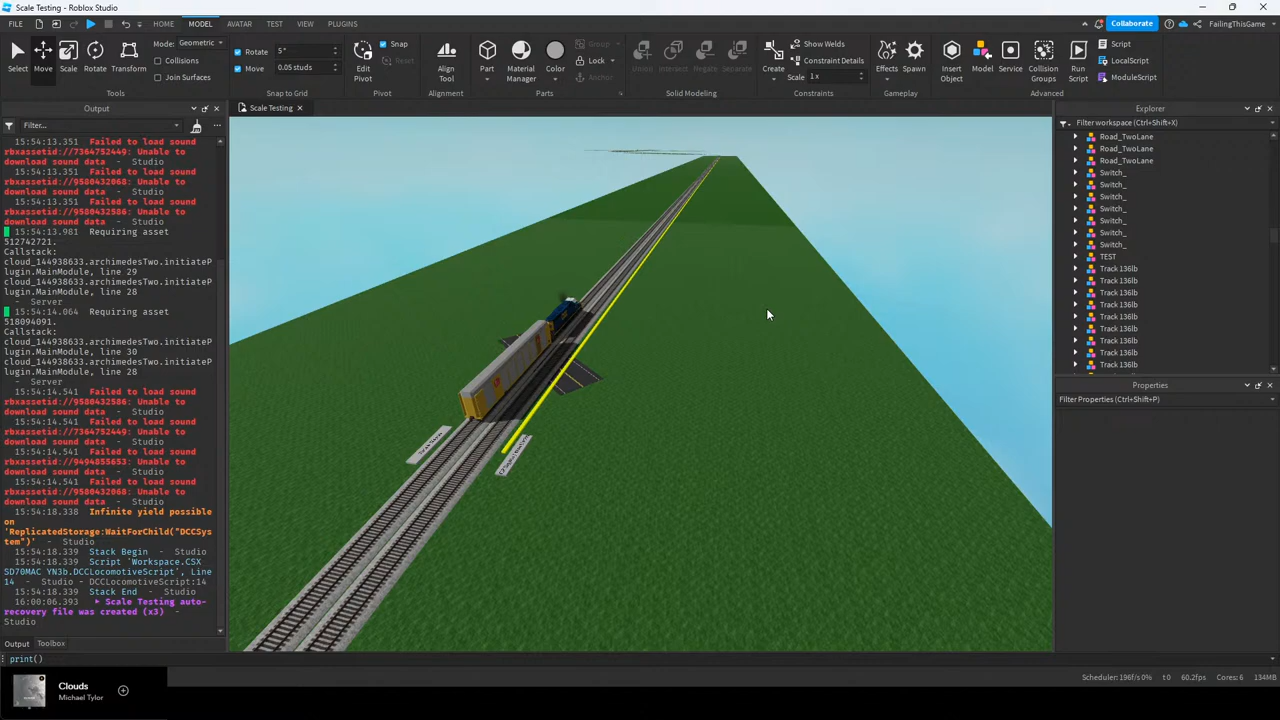 Scale Testing - Roblox Studio
FILE
HOME
MODEL
AVATAR
TEST
VIEW
PLUGINS
Collaborate
FailingThisGame
Select
Move
Scale
Rotate
Transform
Mode: Geometric
Collisions
Join Surfaces
Tools
Rotate 5 °
Move 0.05 studs
Snap to Grid
Edit Pivot
Snap
Reset
Pivot
Align Tool
Alignment
Part
Material Manager
Color
Group
Lock
Anchor
Parts
Union
Intersect
Negate
Separate
Solid Modeling
Create
Show Welds
Constraint Details
Scale 1 x
Constraints
Effects
Spawn
Gameplay
Insert Object
Model
Service
Collision Groups
Run Script
Script
LocalScript
ModuleScript
Advanced
Output
Filter...
15:54:13.351 Failed to load sound
rbxassetid://7364752449: Unable to
download sound data - Studio
15:54:13.351 Failed to load sound
rbxassetid://9580432068: Unable to
download sound data - Studio
15:54:13.351 Failed to load sound
rbxassetid://9580432586: Unable to
download sound data - Studio
15:54:13.981 Requiring asset
512742721.
Callstack:
cloud_144938633.archimedesTwo.initiateP
lugin.MainModule, line 29
cloud_144938633.archimedesTwo.initiateP
lugin.MainModule, line 28
- Server
15:54:14.064 Requiring asset
518094091.
Callstack:
cloud_144938633.archimedesTwo.initiateP
lugin.MainModule, line 30
cloud_144938633.archimedesTwo.initiateP
lugin.MainModule, line 28
- Server
15:54:14.541 Failed to load sound
rbxassetid://9580432586: Unable to
download sound data - Studio
15:54:14.541 Failed to load sound
rbxassetid://7364752449: Unable to
download sound data - Studio
15:54:14.541 Failed to load sound
rbxassetid://9494855653: Unable to
download sound data - Studio
15:54:14.541 Failed to load sound
rbxassetid://9580432068: Unable to
download sound data - Studio
15:54:18.338 Infinite yield possible
on
'ReplicatedStorage:WaitForChild("DCCSy
stem")' - Studio
15:54:18.339 Stack Begin - Studio
15:54:18.339 Script 'Workspace.CSX
SD70MAC YN3b.DCCLocomotiveScript', Line
14 - Studio - DCCLocomotiveScript:14
15:54:18.339 Stack End - Studio
16:00:06.393 Scale Testing auto-
recovery file was created (x3) -
Studio
Output
Toolbox
print()
Clouds
Michael Tylor
Scale Testing
Explorer
Filter workspace (Ctrl+Shift+X)
Road_TwoLane
Road_TwoLane
Road_TwoLane
Switch_
Switch_
Switch_
Switch_
Switch_
Switch_
Switch_
TEST
Track 136lb
Track 136lb
Track 136lb
Track 136lb
Track 136lb
Track 136lb
Track 136lb
Track 136lb
Track 136lb
Properties
Filter Properties (Ctrl+Shift+P)
Scheduler: 196f/s 0%
t0
60.2fps
Cores: 6
134MB